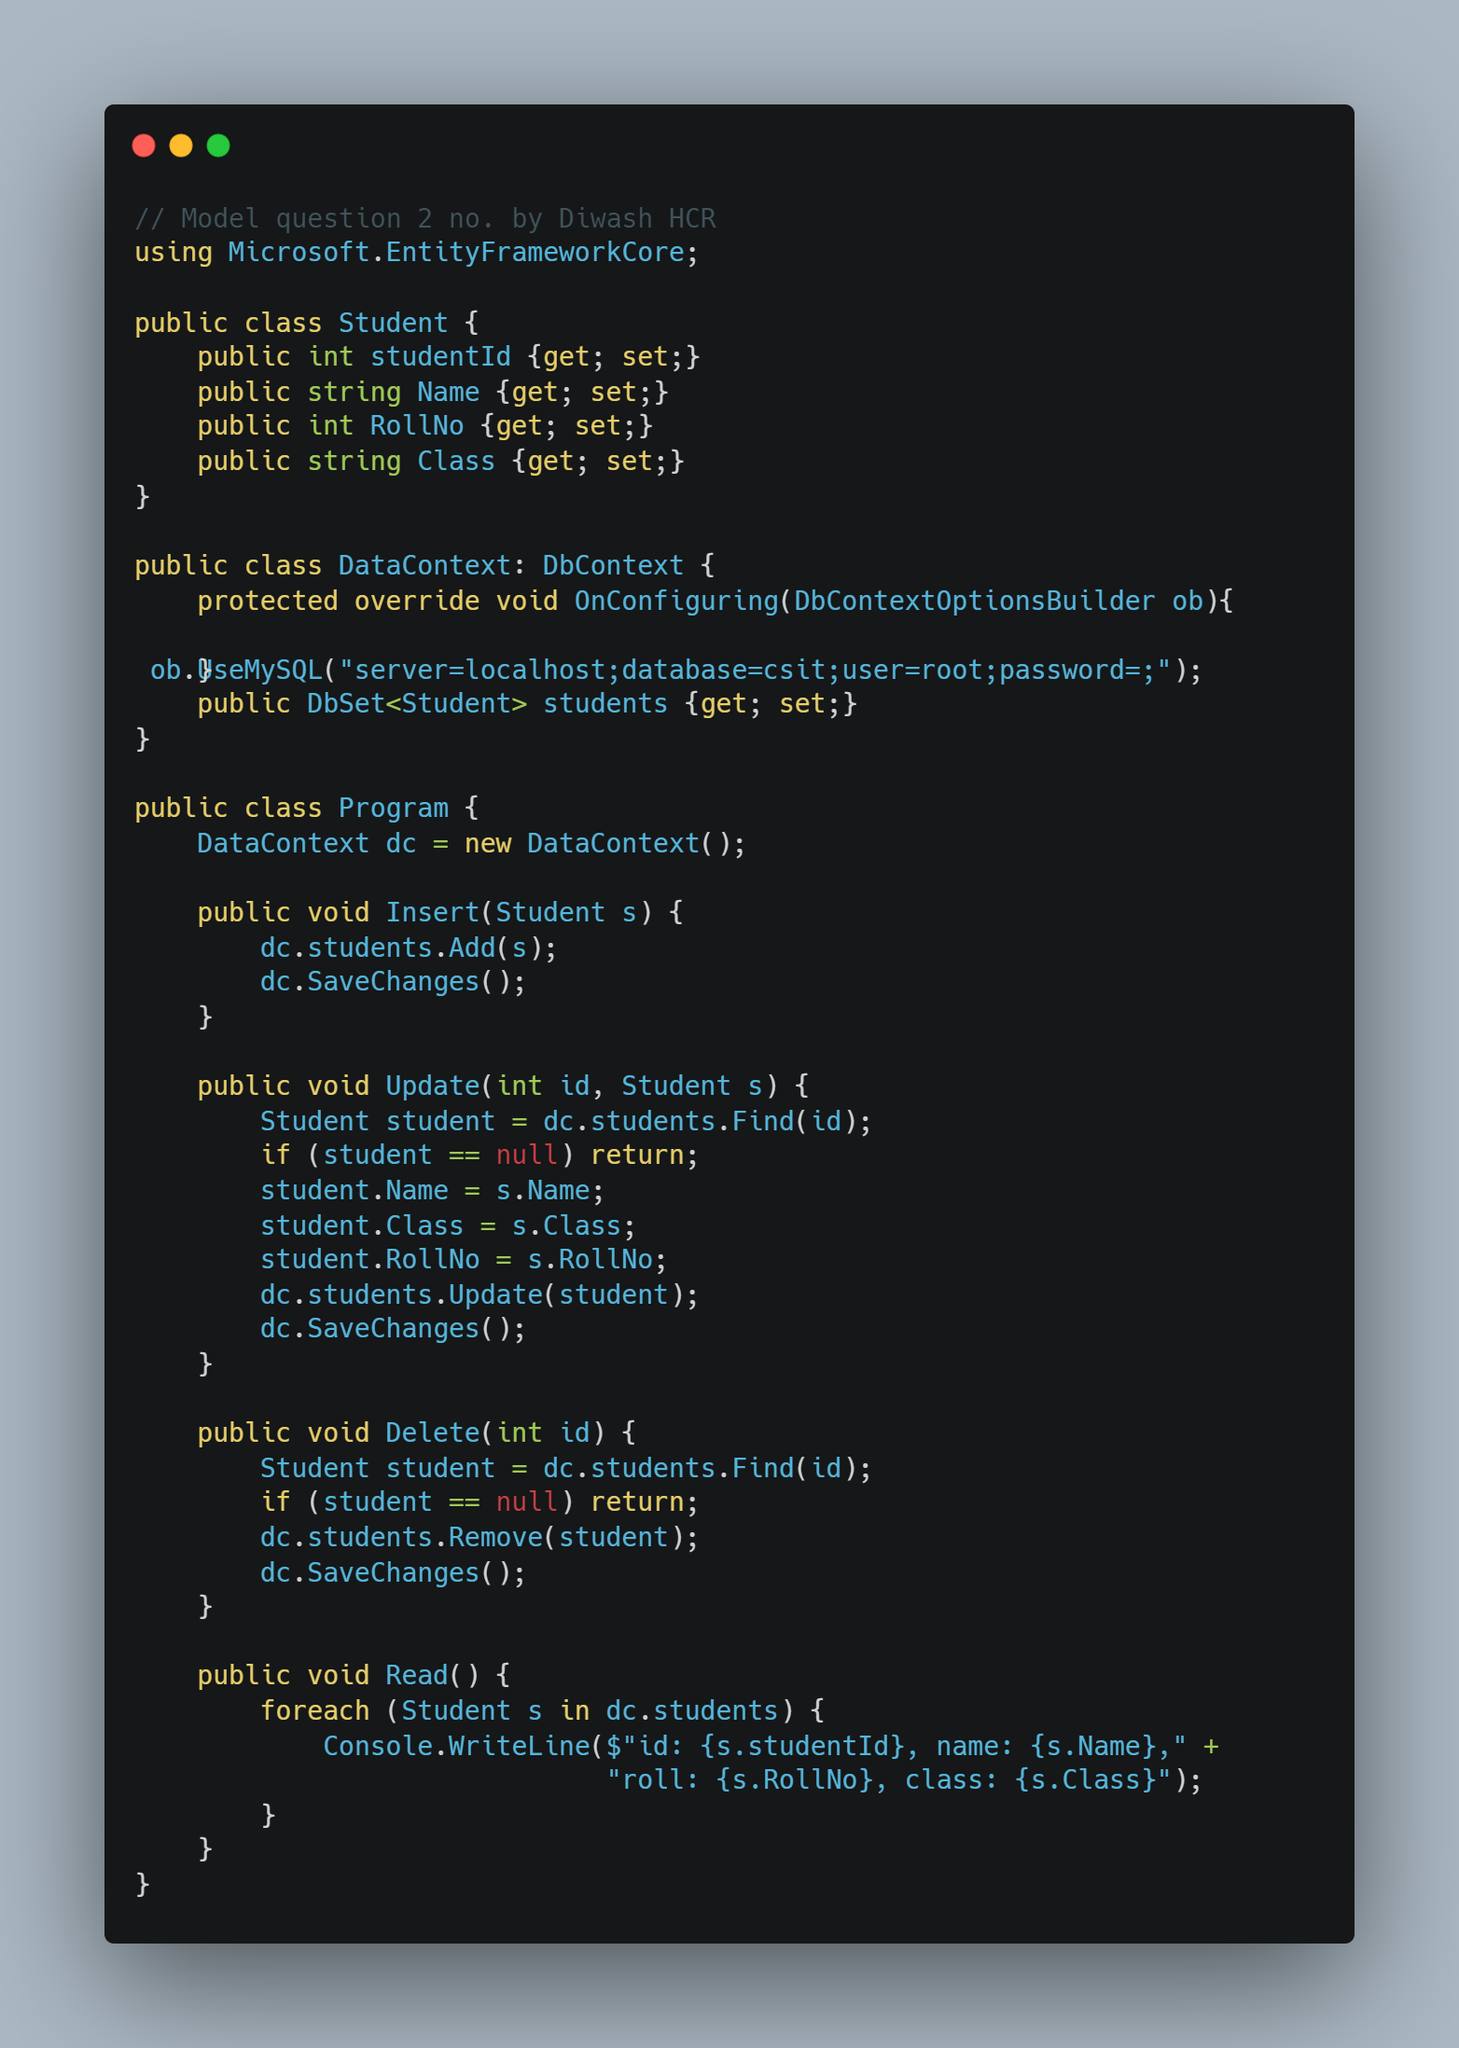 // Model question 2 no. by Diwash HCR
using Microsoft.EntityFrameworkCore;

public class Student {
    public int studentId {get; set;}
    public string Name {get; set;}
    public int RollNo {get; set;}
    public string Class {get; set;}
}

public class DataContext: DbContext {
    protected override void OnConfiguring(DbContextOptionsBuilder ob){

 ob.UseMySQL("server=localhost;database=csit;user=root;password=;");
    }
    public DbSet<Student> students {get; set;}
}

public class Program {
    DataContext dc = new DataContext();

    public void Insert(Student s) {
        dc.students.Add(s);
        dc.SaveChanges();
    }

    public void Update(int id, Student s) {
        Student student = dc.students.Find(id);
        if (student == null) return;
        student.Name = s.Name;
        student.Class = s.Class;
        student.RollNo = s.RollNo;
        dc.students.Update(student);
        dc.SaveChanges();
    }

    public void Delete(int id) {
        Student student = dc.students.Find(id);
        if (student == null) return;
        dc.students.Remove(student);
        dc.SaveChanges();
    }

    public void Read() {
        foreach (Student s in dc.students) {
            Console.WriteLine($"id: {s.studentId}, name: {s.Name}," +
                              "roll: {s.RollNo}, class: {s.Class}");
        }
    }
}